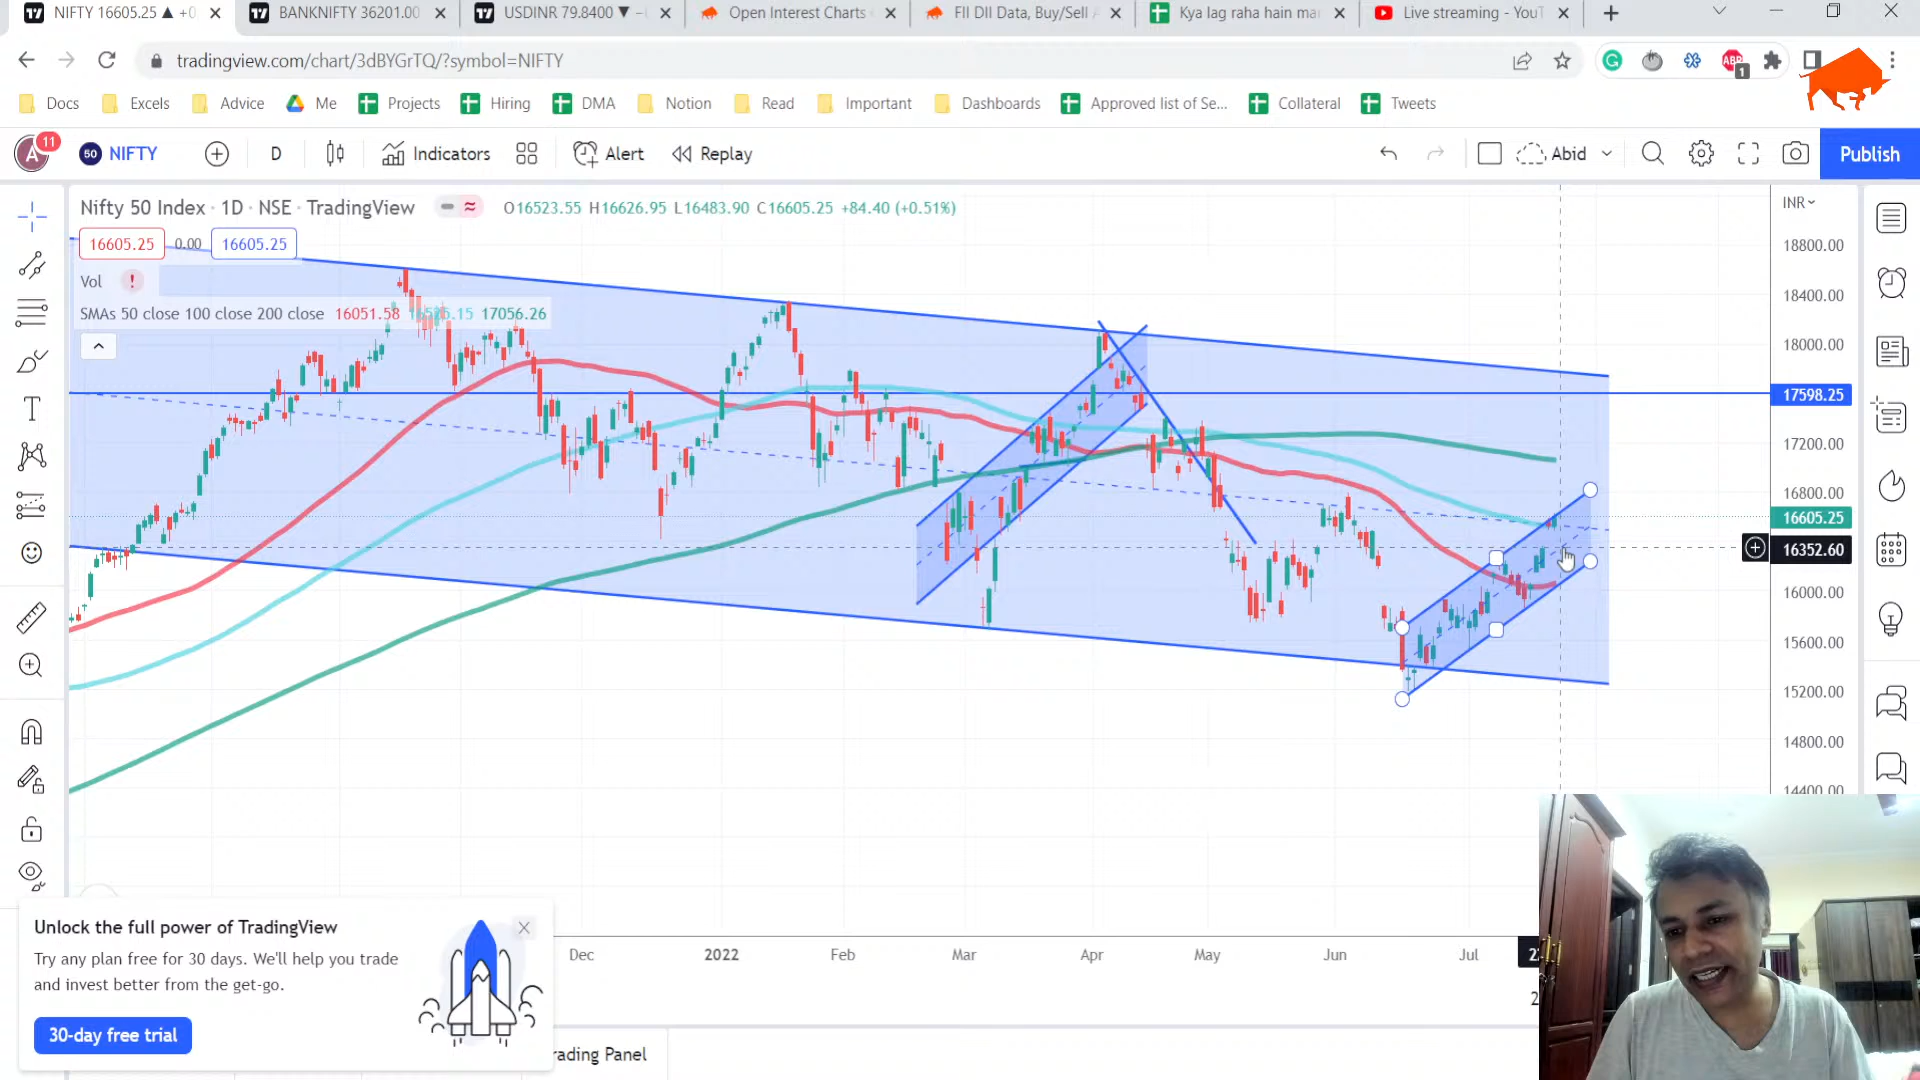 NIFTY 16605.25 ▲ +0
BANKNIFTY 36201.00
USDINR 79.8400 ▼
Open Interest Charts
FII DII Data, Buy/Sell
Kya lag raha hain ma
Live streaming - YouT
tradingview.com/chart/3dBYGrTQ/?symbol=NIFTY
ABP
1
Docs
Excels
Advice
Me
Projects
Hiring
DMA
Notion
Read
Important
Dashboards
Approved list of Se...
Collateral
Tweets
A
11
50 NIFTY
D
Indicators
Alert
Replay
Abid
Publish
Nifty 50 Index · 1D · NSE · TradingView
O16523.55 H16626.95 L16483.90 C16605.25 +84.40 (+0.51%)
INR
16605.25 0.00 16605.25
Vol !
SMAs 50 close 100 close 200 close 16051.58 17056.26
18800.00
18400.00
18000.00
17598.25
17200.00
16800.00
16605.25
16352.60
16000.00
15600.00
15200.00
14800.00
14400.00
Dec
2022
Feb
Mar
Apr
May
Jun
Jul
Unlock the full power of TradingView
Try any plan free for 30 days. We'll help you trade
and invest better from the get-go.
30-day free trial
rading Panel